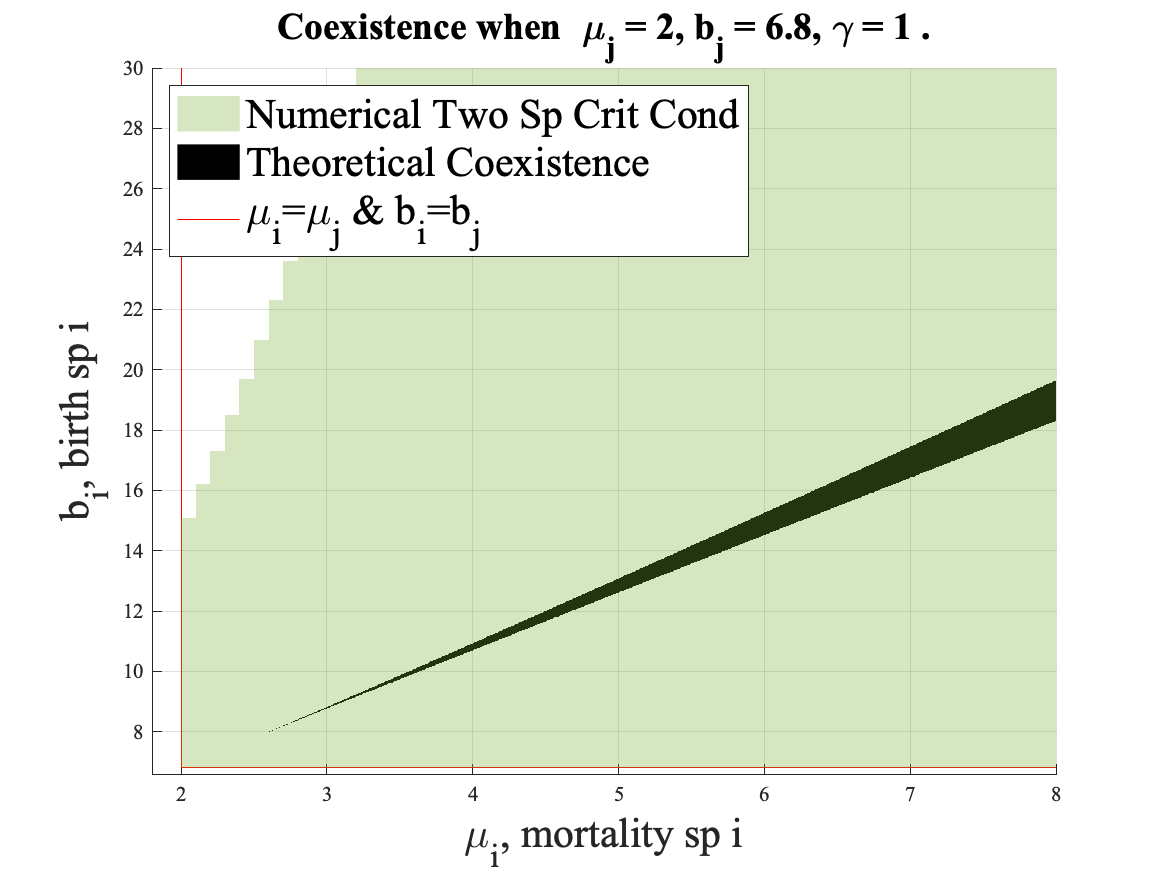 Coexistence when μj = 2, bj = 6.8, γ = 1 .
30
28
26
24
22
20
18
16
14
12
10
8
Numerical Two Sp Crit Cond
Theoretical Coexistence
μi=μj & bi=bj
bi, birth sp i
2 3 4 5 6 7 8
μi, mortality sp i